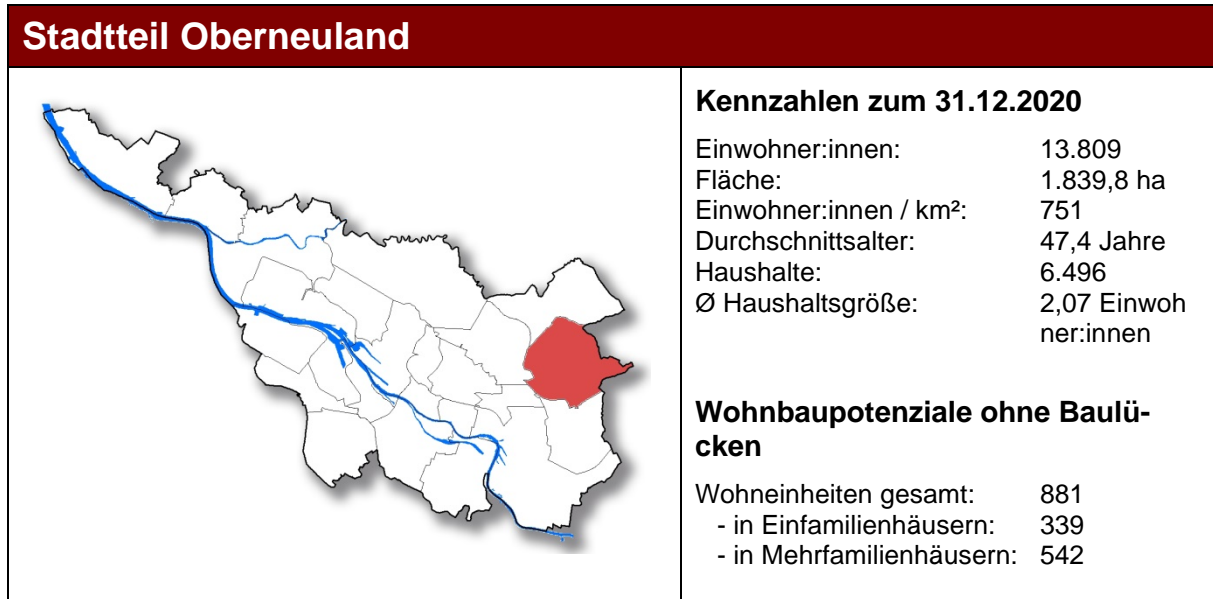 Stadtteil Oberneuland
Kennzahlen zum 31.12.2020
Einwohner:innen: 13.809
Fläche: 1.839,8 ha
Einwohner:innen / km²: 751
Durchschnittsalter: 47,4 Jahre
Haushalte: 6.496
Ø Haushaltsgröße: 2,07 Einwoh
ner:innen
Wohnbaupotenziale ohne Baulü-
cken
Wohneinheiten gesamt: 881
- in Einfamilienhäusern: 339
- in Mehrfamilienhäusern: 542